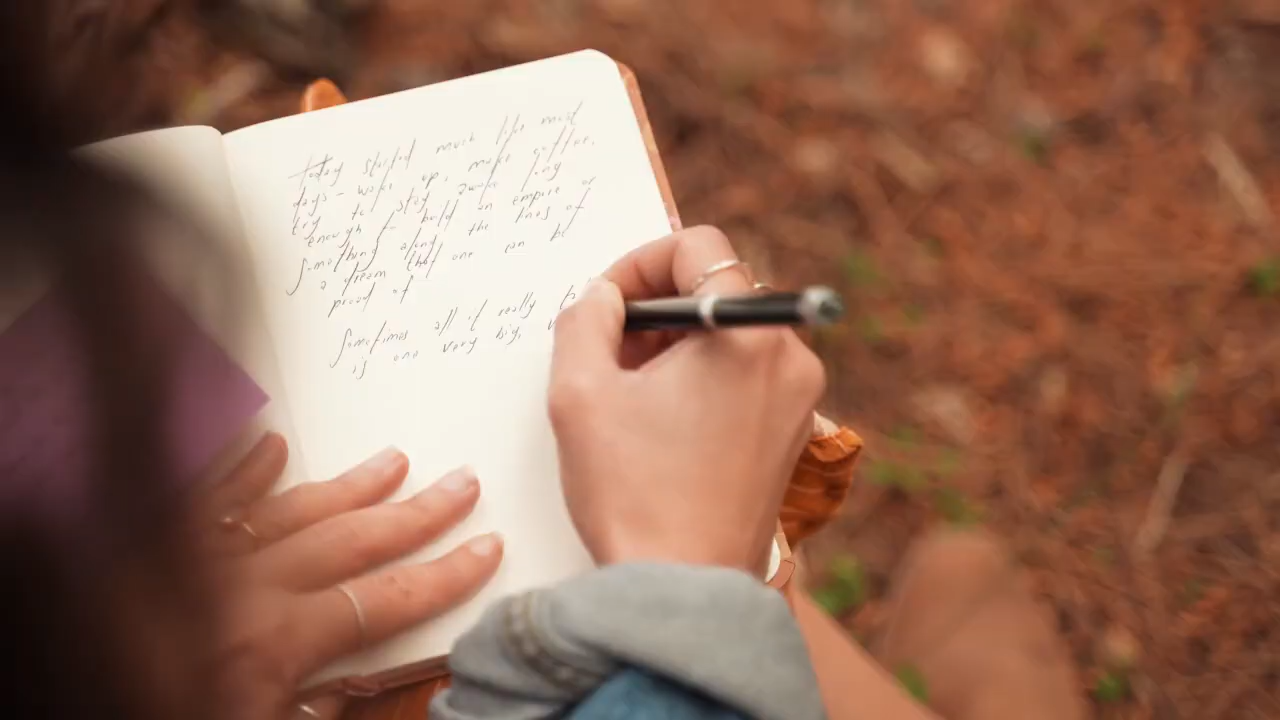 today started much like most
days - wake up, make coffee,
try to stay awake long
enough to build an empire or
something along the lines of
a dream that one can be
proud of
Sometimes all it really
is one very big,